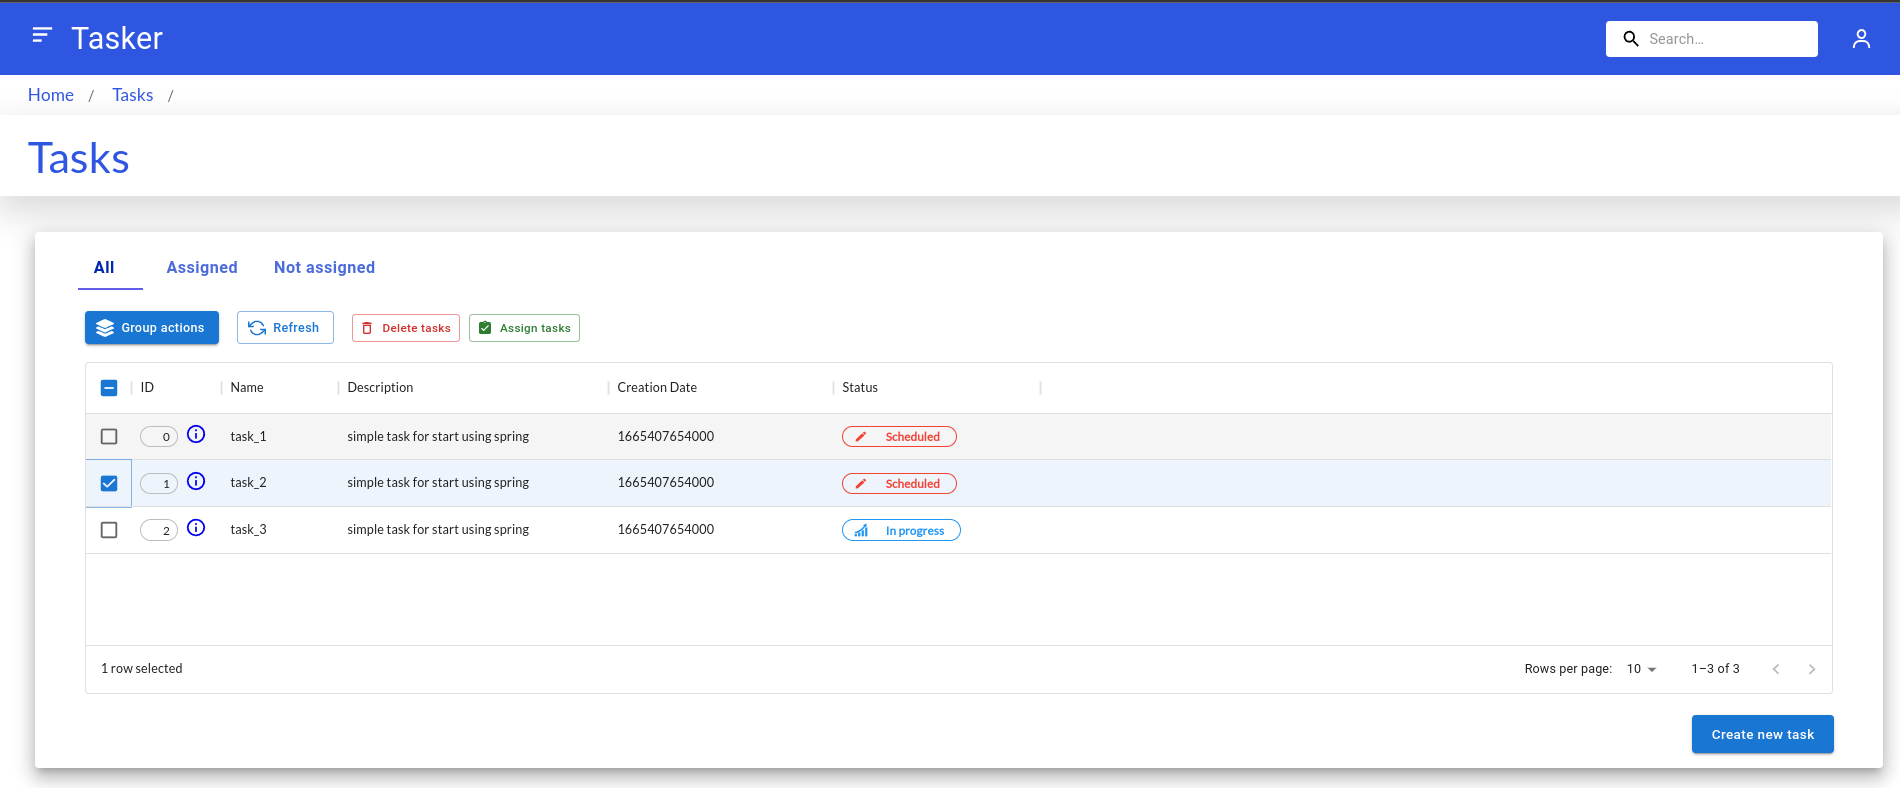 Tasker Search...
Home / Tasks /
Tasks
All Assigned Not assigned
Group actions Refresh Delete tasks Assign tasks
ID Name Description Creation Date Status
0 task_1 simple task for start using spring 1665407654000 Scheduled
1 task_2 simple task for start using spring 1665407654000 Scheduled
2 task_3 simple task for start using spring 1665407654000 In progress
1 row selected Rows per page: 10 1–3 of 3
Create new task